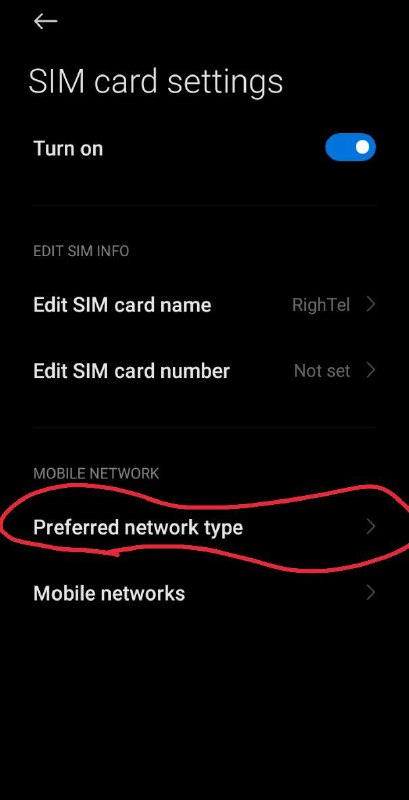 SIM card settings
Turn on
EDIT SIM INFO
Edit SIM card name RighTel
Edit SIM card number Not set
MOBILE NETWORK
Preferred network type
Mobile networks